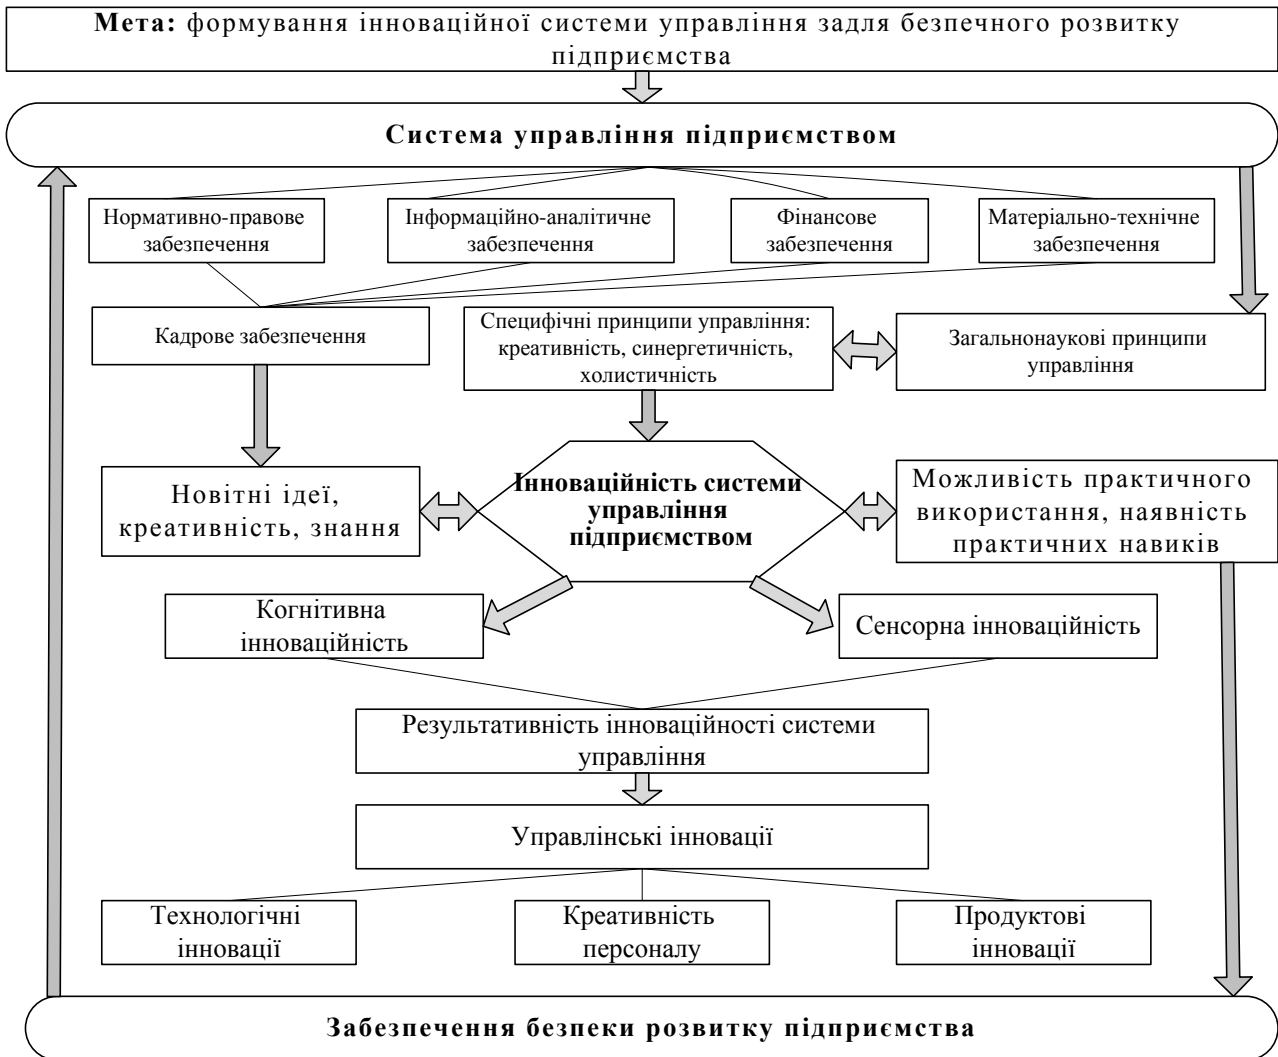 Мета: формування інноваційної системи управління задля безпечного розвитку
підприємства
Система управління підприємством
Нормативно-правове
забезпечення
Інформаційно-аналітичне
забезпечення
Фінансове
забезпечення
Матеріально-технічне
забезпечення
Кадрове забезпечення
Специфічні принципи управління:
креативність, синергетичність,
холистичність
Загальнонаукові принципи
управління
Новітні ідеї,
креативність, знання
Інноваційність системи
управління
підприємством
Можливість практичного
використання, наявність
практичних навиків
Когнітивна
інноваційність
Сенсорна інноваційність
Результативність інноваційності системи
управління
Управлінські інновації
Технологічні
інновації
Креативність
персоналу
Продуктові
інновації
Забезпечення безпеки розвитку підприємства